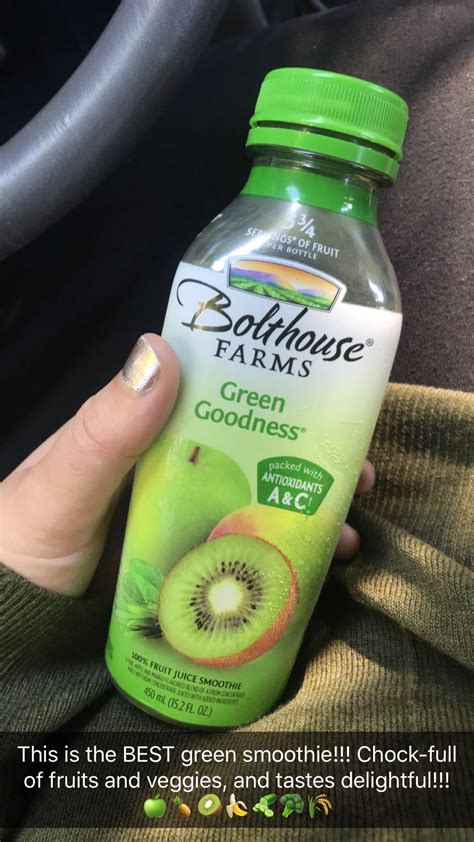 3 3/4
SERVINGS* OF FRUIT
PER BOTTLE
Bolthouse®
FARMS
Green
Goodness®
packed with
ANTIOXIDANTS
A&C
100% FRUIT JUICE SMOOTHIE
450 mL (15.2 FL. OZ.)
This is the BEST green smoothie!!! Chock-full
of fruits and veggies, and tastes delightful!!!
🍏🍍🥝🍌🥒🥦🌾